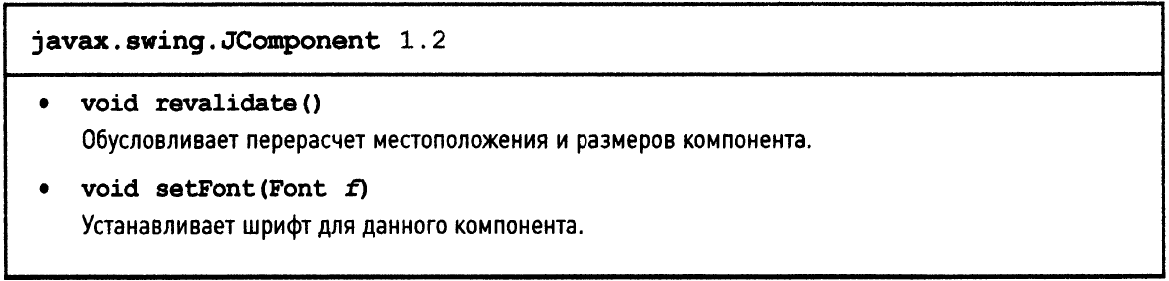 javax.swing.JComponent 1.2
• void revalidate()
Обусловливает перерасчет местоположения и размеров компонента.
• void setFont(Font f)
Устанавливает шрифт для данного компонента.